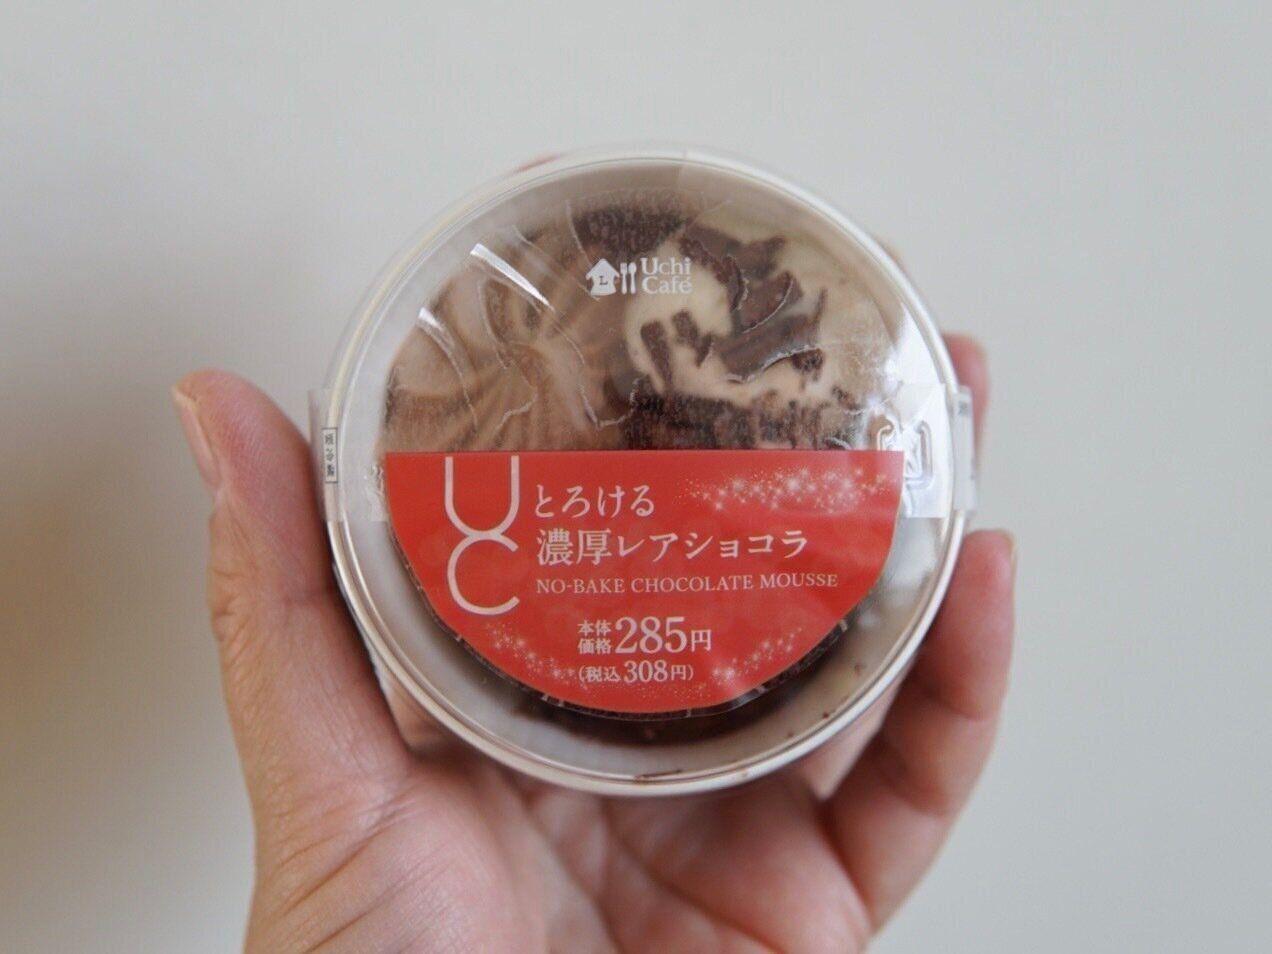 Uchi
Café
UC
とろける
濃厚レアショコラ
NO-BAKE CHOCOLATE MOUSSE
本体
価格 285円
(税込308円)